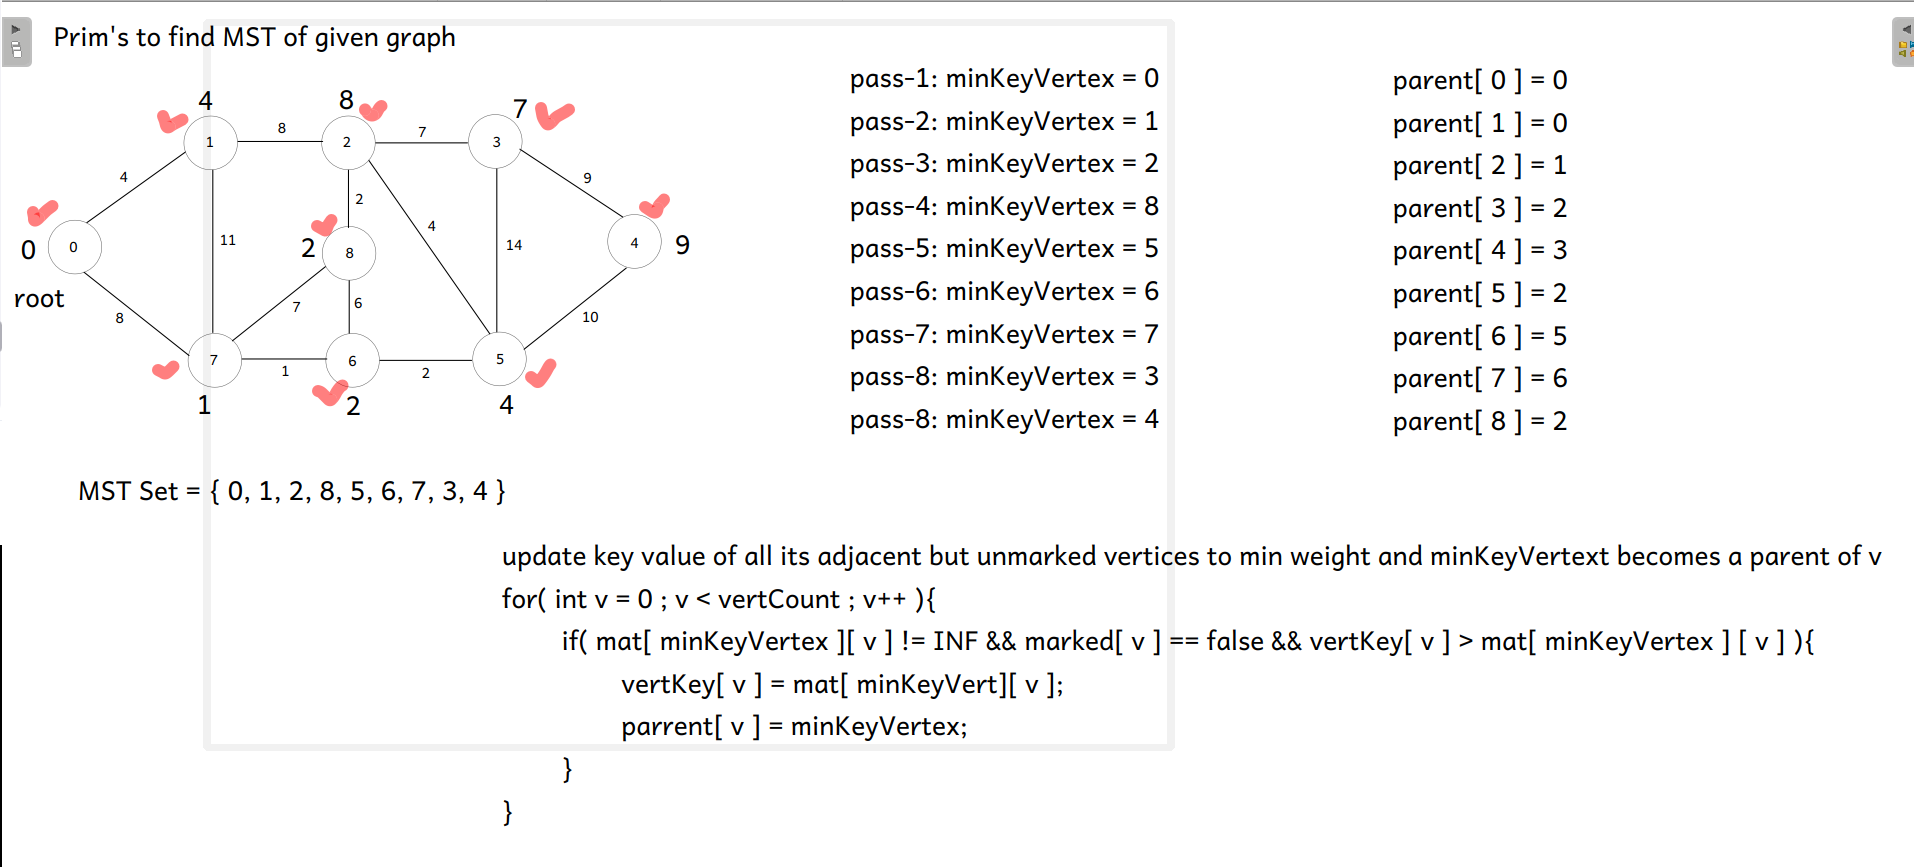 Prim's to find MST of given graph
4
8
7
1
8
2
7
3
4
9
0
0
root
11
2
2
8
4
14
4
9
8
7
6
10
7
1
6
2
5
1
2
4
pass-1: minKeyVertex = 0
pass-2: minKeyVertex = 1
pass-3: minKeyVertex = 2
pass-4: minKeyVertex = 8
pass-5: minKeyVertex = 5
pass-6: minKeyVertex = 6
pass-7: minKeyVertex = 7
pass-8: minKeyVertex = 3
pass-8: minKeyVertex = 4
parent[ 0 ] = 0
parent[ 1 ] = 0
parent[ 2 ] = 1
parent[ 3 ] = 2
parent[ 4 ] = 3
parent[ 5 ] = 2
parent[ 6 ] = 5
parent[ 7 ] = 6
parent[ 8 ] = 2
MST Set = { 0, 1, 2, 8, 5, 6, 7, 3, 4 }
update key value of all its adjacent but unmarked vertices to min weight and minKeyVertext becomes a parent of v
for( int v = 0 ; v < vertCount ; v++ ){
if( mat[ minKeyVertex ][ v ] != INF && marked[ v ] == false && vertKey[ v ] > mat[ minKeyVertex ] [ v ] ){
vertKey[ v ] = mat[ minKeyVert][ v ];
parrent[ v ] = minKeyVertex;
}
}